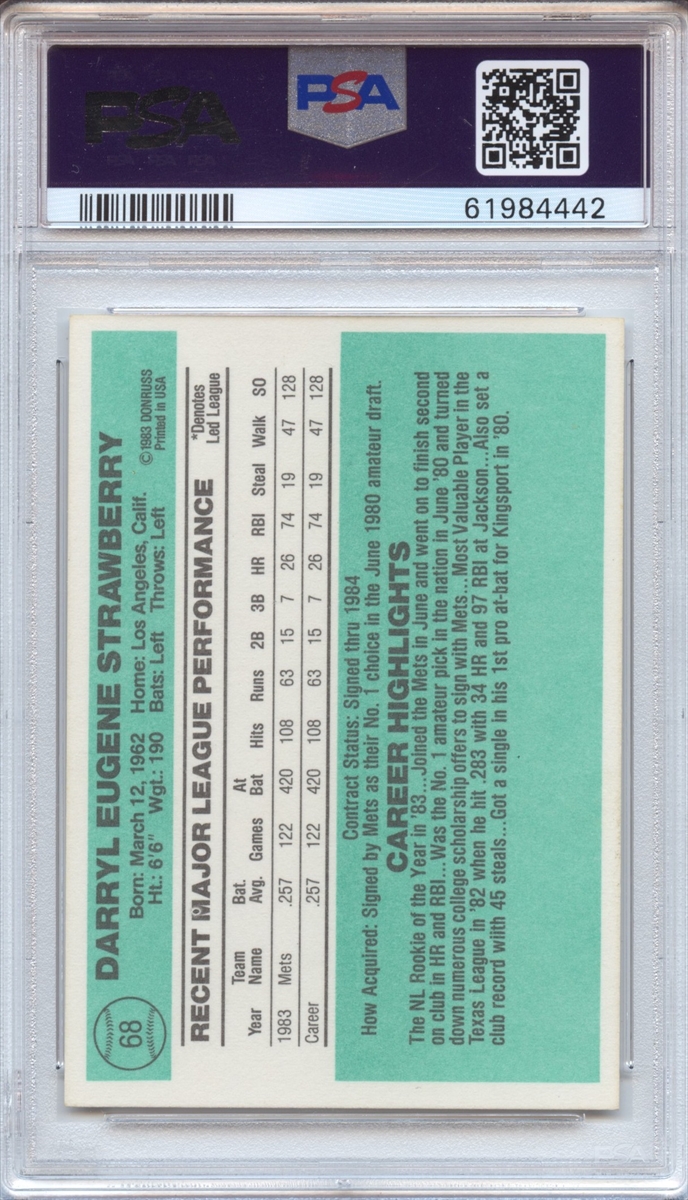 PSA
PSA
PSA PSA PSA
61984442
68
DARRYL EUGENE STRAWBERRY
Born: March 12, 1962 Home: Los Angeles, Calif.
Ht.: 6'6" Wgt.: 190 Bats: Left Throws: Left
©1983 DONRUSS
Printed in USA
RECENT MAJOR LEAGUE PERFORMANCE
*Denotes
Led League
Year Team Name Bat. Avg. Games At Bat Hits Runs 2B 3B HR RBI Steal Walk SO
1983 Mets .257 122 420 108 63 15 7 26 74 19 47 128
Career .257 122 420 108 63 15 7 26 74 19 47 128
Contract Status: Signed thru 1984
How Acquired: Signed by Mets as their No. 1 choice in the June 1980 amateur draft.
CAREER HIGHLIGHTS
The NL Rookie of the Year in '83...Joined the Mets in June and went on to finish second
on club in HR and RBI...Was the No. 1 amateur pick in the nation in June '80 and turned
down numerous college scholarship offers to sign with Mets...Most Valuable Player in the
Texas League in '82 when he hit .283 with 34 HR and 97 RBI at Jackson...Also set a
club record wiith 45 steals...Got a single in his 1st pro at-bat for Kingsport in '80.